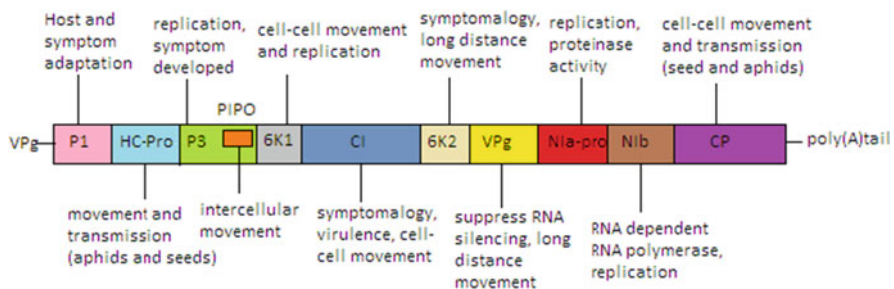 Host and
symptom
adaptation
replication,
symptom
developed
cell-cell movement
and replication
symptomalogy,
long distance
movement
replication,
proteinase
activity
cell-cell movement
and transmission
(seed and aphids)
PIPO
VPg
P1
HC-Pro
P3
6K1
CI
6K2
VPg
NIa-pro
NIb
CP
poly(A)tail
movement and
transmission
(aphids and seeds)
intercellular
movement
symptomalogy,
virulence, cell-
cell movement
suppress RNA
silencing, long
distance
movement
RNA dependent
RNA polymerase,
replication